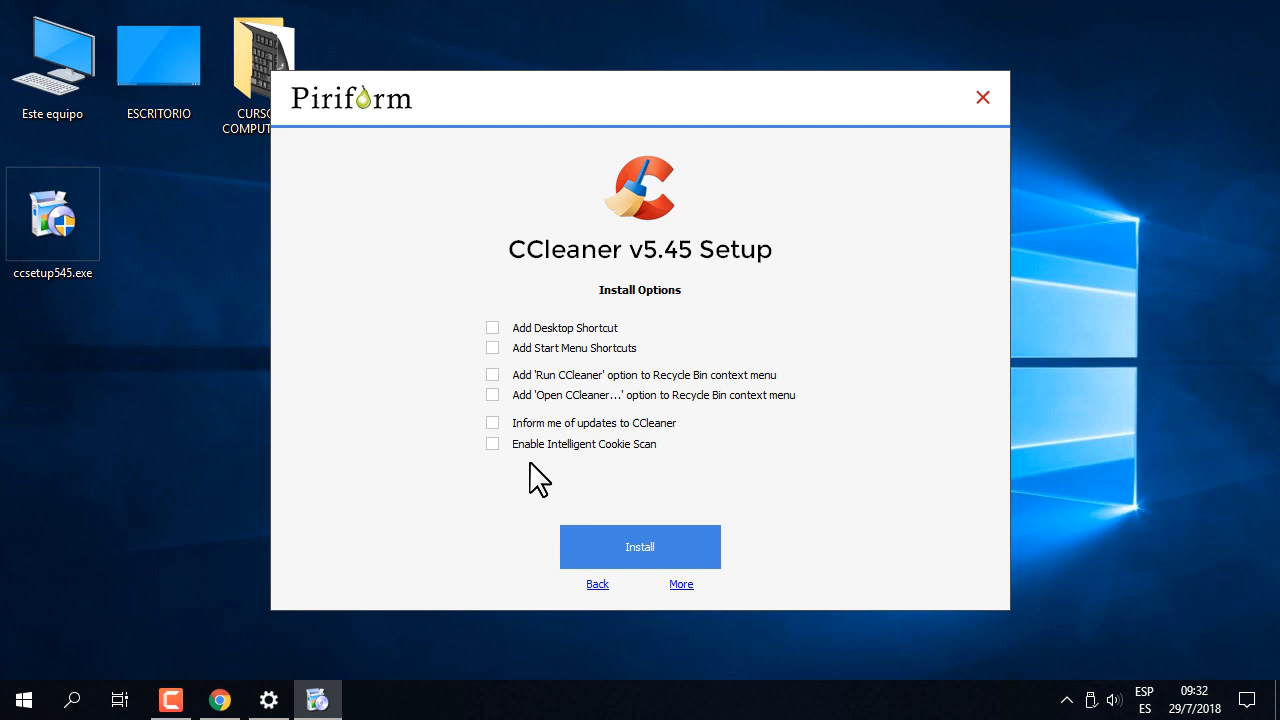 Este equipo
ESCRITORIO
CURSO
COMPUT
ccsetup545.exe
Piriform
CCleaner v5.45 Setup
Install Options
Add Desktop Shortcut
Add Start Menu Shortcuts
Add 'Run CCleaner' option to Recycle Bin context menu
Add 'Open CCleaner...' option to Recycle Bin context menu
Inform me of updates to CCleaner
Enable Intelligent Cookie Scan
Install
Back More
ESP
ES
09:32
29/7/2018